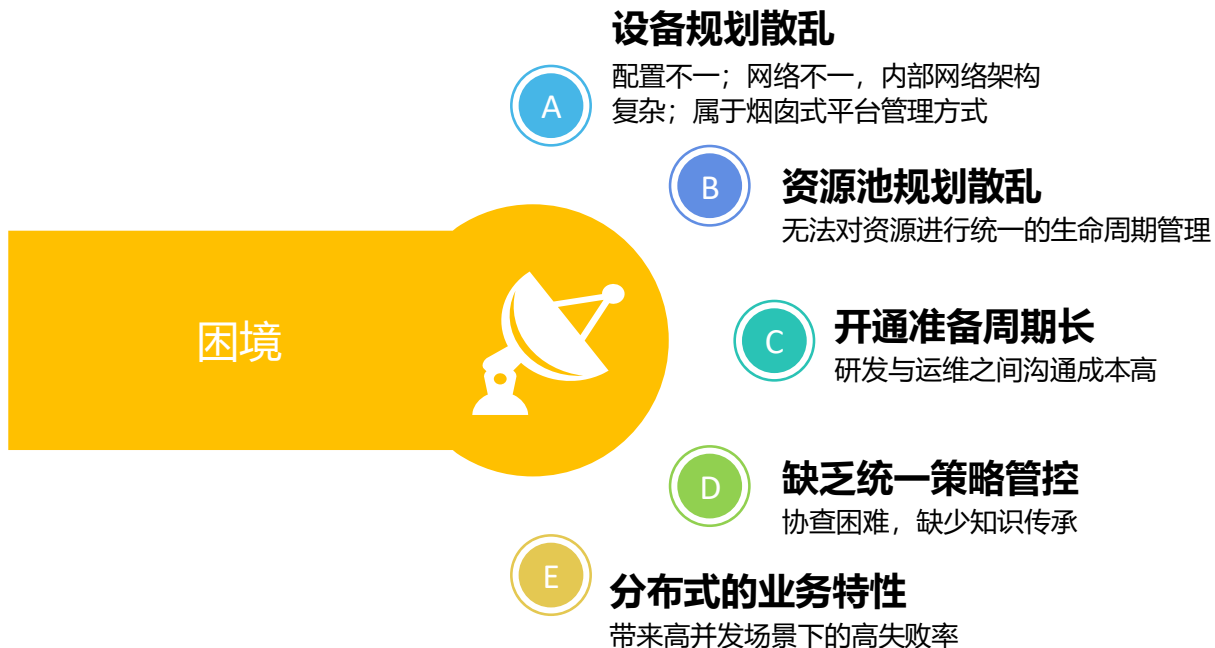 设备规划散乱
配置不一；网络不一，内部网络架构
复杂；属于烟囱式平台管理方式
A
B
资源池规划散乱
无法对资源进行统一的生命周期管理
困境
C
开通准备周期长
研发与运维之间沟通成本高
D
缺乏统一策略管控
协查困难，缺少知识传承
E
分布式的业务特性
带来高并发场景下的高失败率